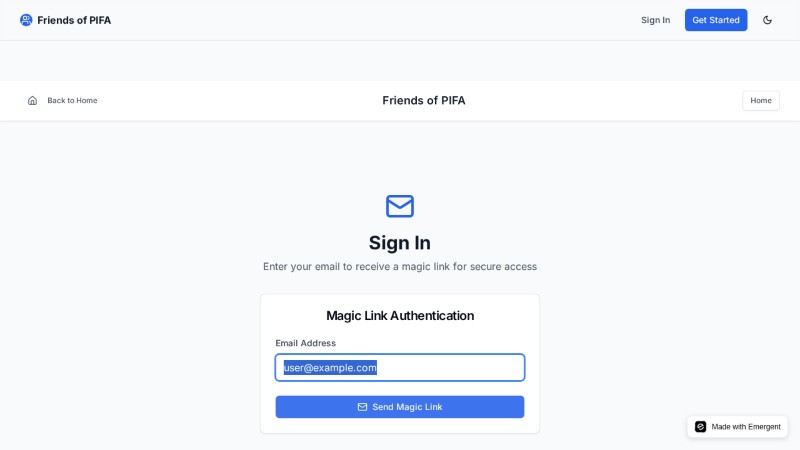 Friends of PIFA
Sign In
Get Started
Back to Home
Friends of PIFA
Home
Sign In
Enter your email to receive a magic link for secure access
Magic Link Authentication
Email Address
user@example.com
Send Magic Link
Made with Emergent